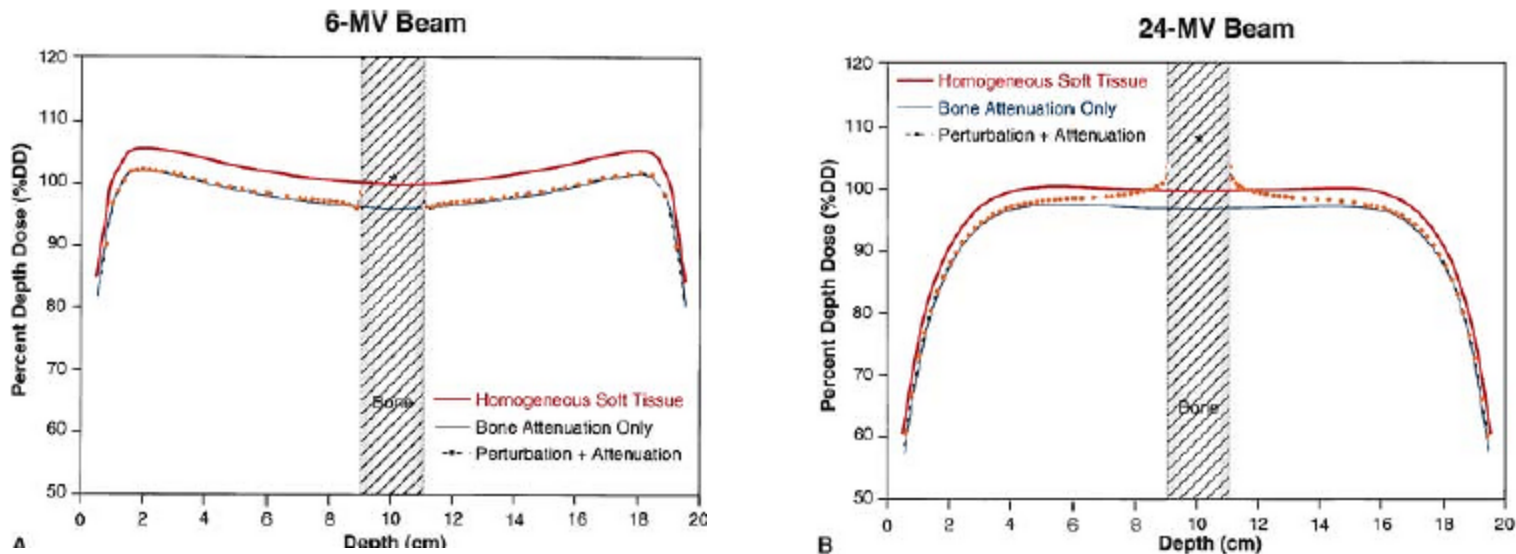 6-MV Beam
120
110
100
90
80
70
60
50
Percent Depth Dose (%DD)
Bone
Homogeneous Soft Tissue
Bone Attenuation Only
Perturbation + Attenuation
0 2 4 6 8 10 12 14 16 18 20
A Depth (cm)
24-MV Beam
120
110
100
90
80
70
60
50
Percent Depth Dose (%DD)
Homogeneous Soft Tissue
Bone Attenuation Only
Perturbation + Attenuation
Bone
0 2 4 6 8 10 12 14 16 18 20
B Depth (cm)